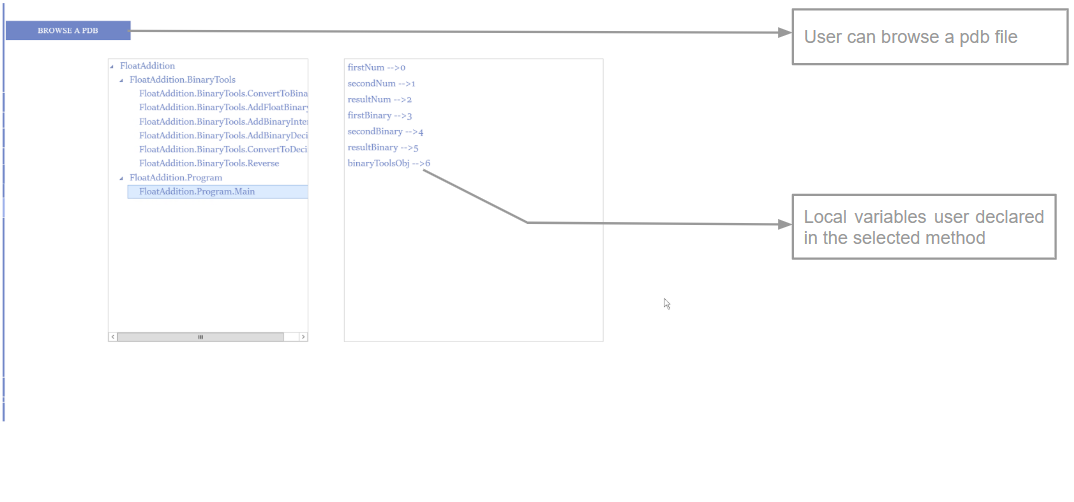 BROWSE A PDB
User can browse a pdb file
FloatAddition
FloatAddition.BinaryTools
FloatAddition.BinaryTools.ConvertToBina
FloatAddition.BinaryTools.AddFloatBinary
FloatAddition.BinaryTools.AddBinaryInte
FloatAddition.BinaryTools.AddBinaryDeci
FloatAddition.BinaryTools.ConvertToDeci
FloatAddition.BinaryTools.Reverse
FloatAddition.Program
FloatAddition.Program.Main
firstNum -->0
secondNum -->1
resultNum -->2
firstBinary -->3
secondBinary -->4
resultBinary -->5
binaryToolsObj -->6
Local variables user declared
in the selected method